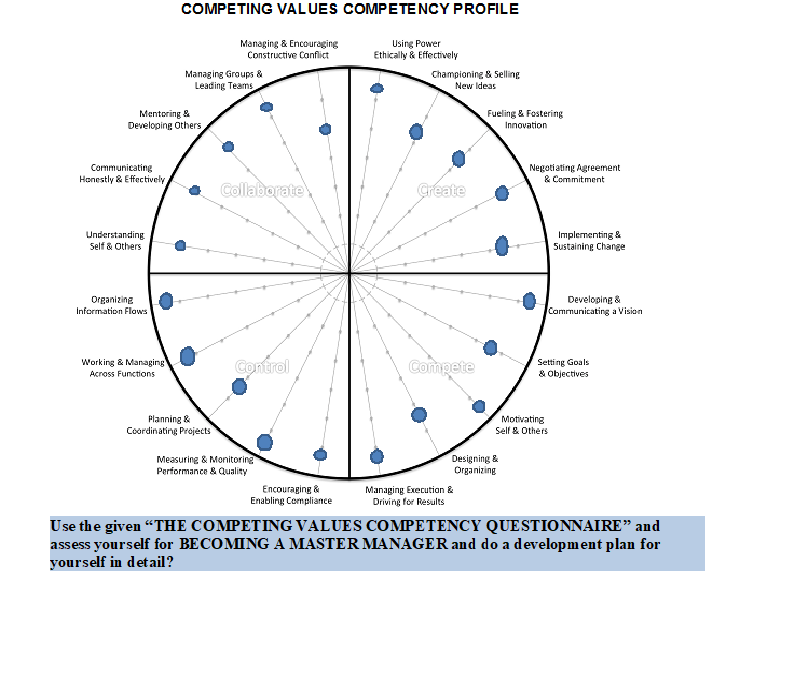 COMPETING VALUES COMPETENCY PROFILE
Managing & Encouraging
Constructive Conflict
Using Power
Ethically & Effectively
Managing Groups &
Leading Teams
Championing & Selling
New Ideas
Mentoring &
Developing Others
Fueling & Fostering
Innovation
Communicating
Honestly & Effectively
Negotiating Agreement
& Commitment
Collaborate
Create
Understanding
Self & Others
Implementing &
Sustaining Change
Organizing
Information Flows
Developing &
Communicating a Vision
Working & Managing
Across Functions
Setting Goals
& Objectives
Control
Compete
Planning &
Coordinating Projects
Motivating
Self & Others
Measuring & Monitoring
Performance & Quality
Designing &
Organizing
Encouraging &
Enabling Compliance
Managing Execution &
Driving for Results
Use the given “THE COMPETING VALUES COMPETENCY QUESTIONNAIRE” and
assess yourself for BECOMING A MASTER MANAGER and do a development plan for
yourself in detail?